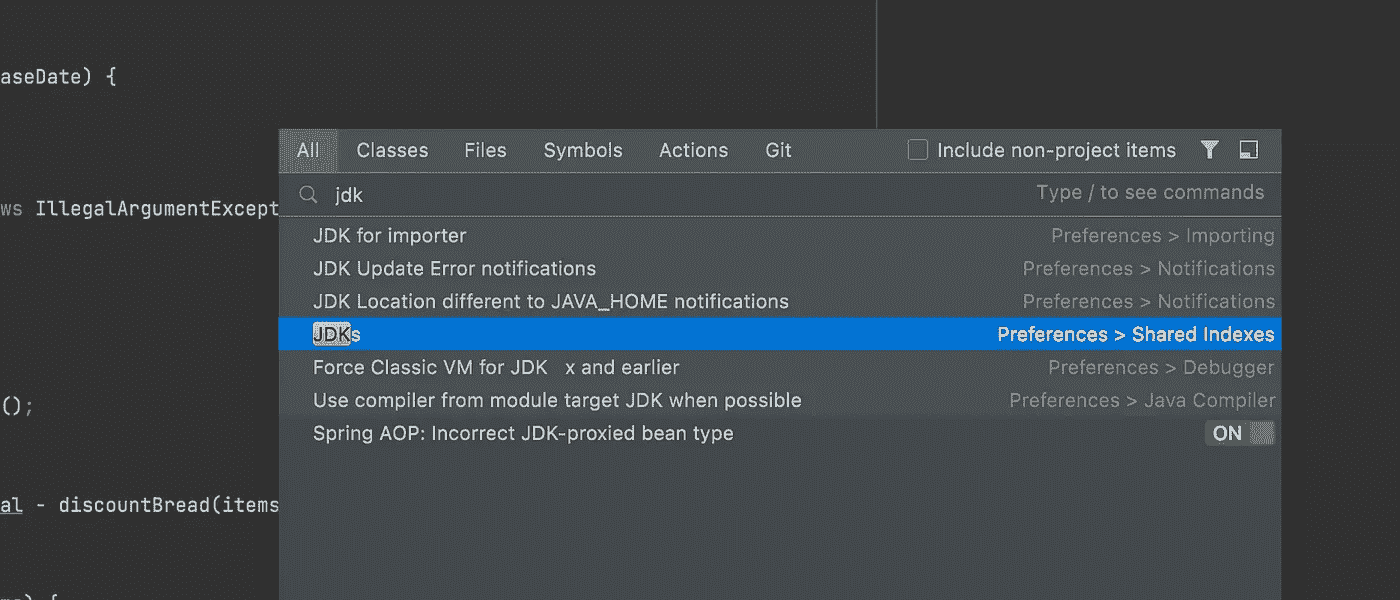 aseDate) {
All Classes Files Symbols Actions Git Include non-project items
jdk Type / to see commands
ws IllegalArgumentExcept
JDK for importer Preferences > Importing
JDK Update Error notifications Preferences > Notifications
JDK Location different to JAVA_HOME notifications Preferences > Notifications
JDKs Preferences > Shared Indexes
Force Classic VM for JDK x and earlier Preferences > Debugger
Use compiler from module target JDK when possible Preferences > Java Compiler
();
Spring AOP: Incorrect JDK-proxied bean type ON
al - discountBread(items